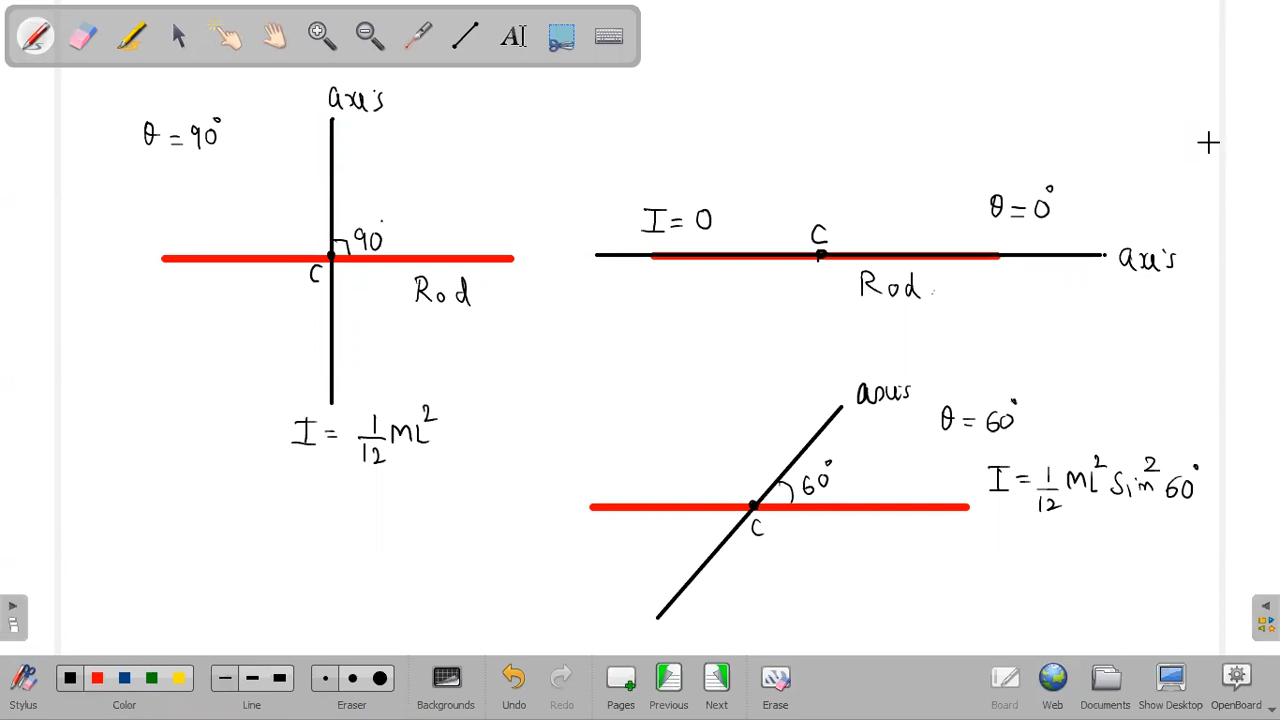 AI
axis
θ = 90°
90°
C
Rod
I = 1/12 ML²
I = 0
θ = 0°
C
axis
Rod
axis
θ = 60°
60°
I = 1/12 ML² Sin² 60°
C
Stylus
Color
Line
Eraser
Backgrounds
Undo
Redo
Pages
Previous
Next
Erase
Board
Web
Documents
Show Desktop
OpenBoard